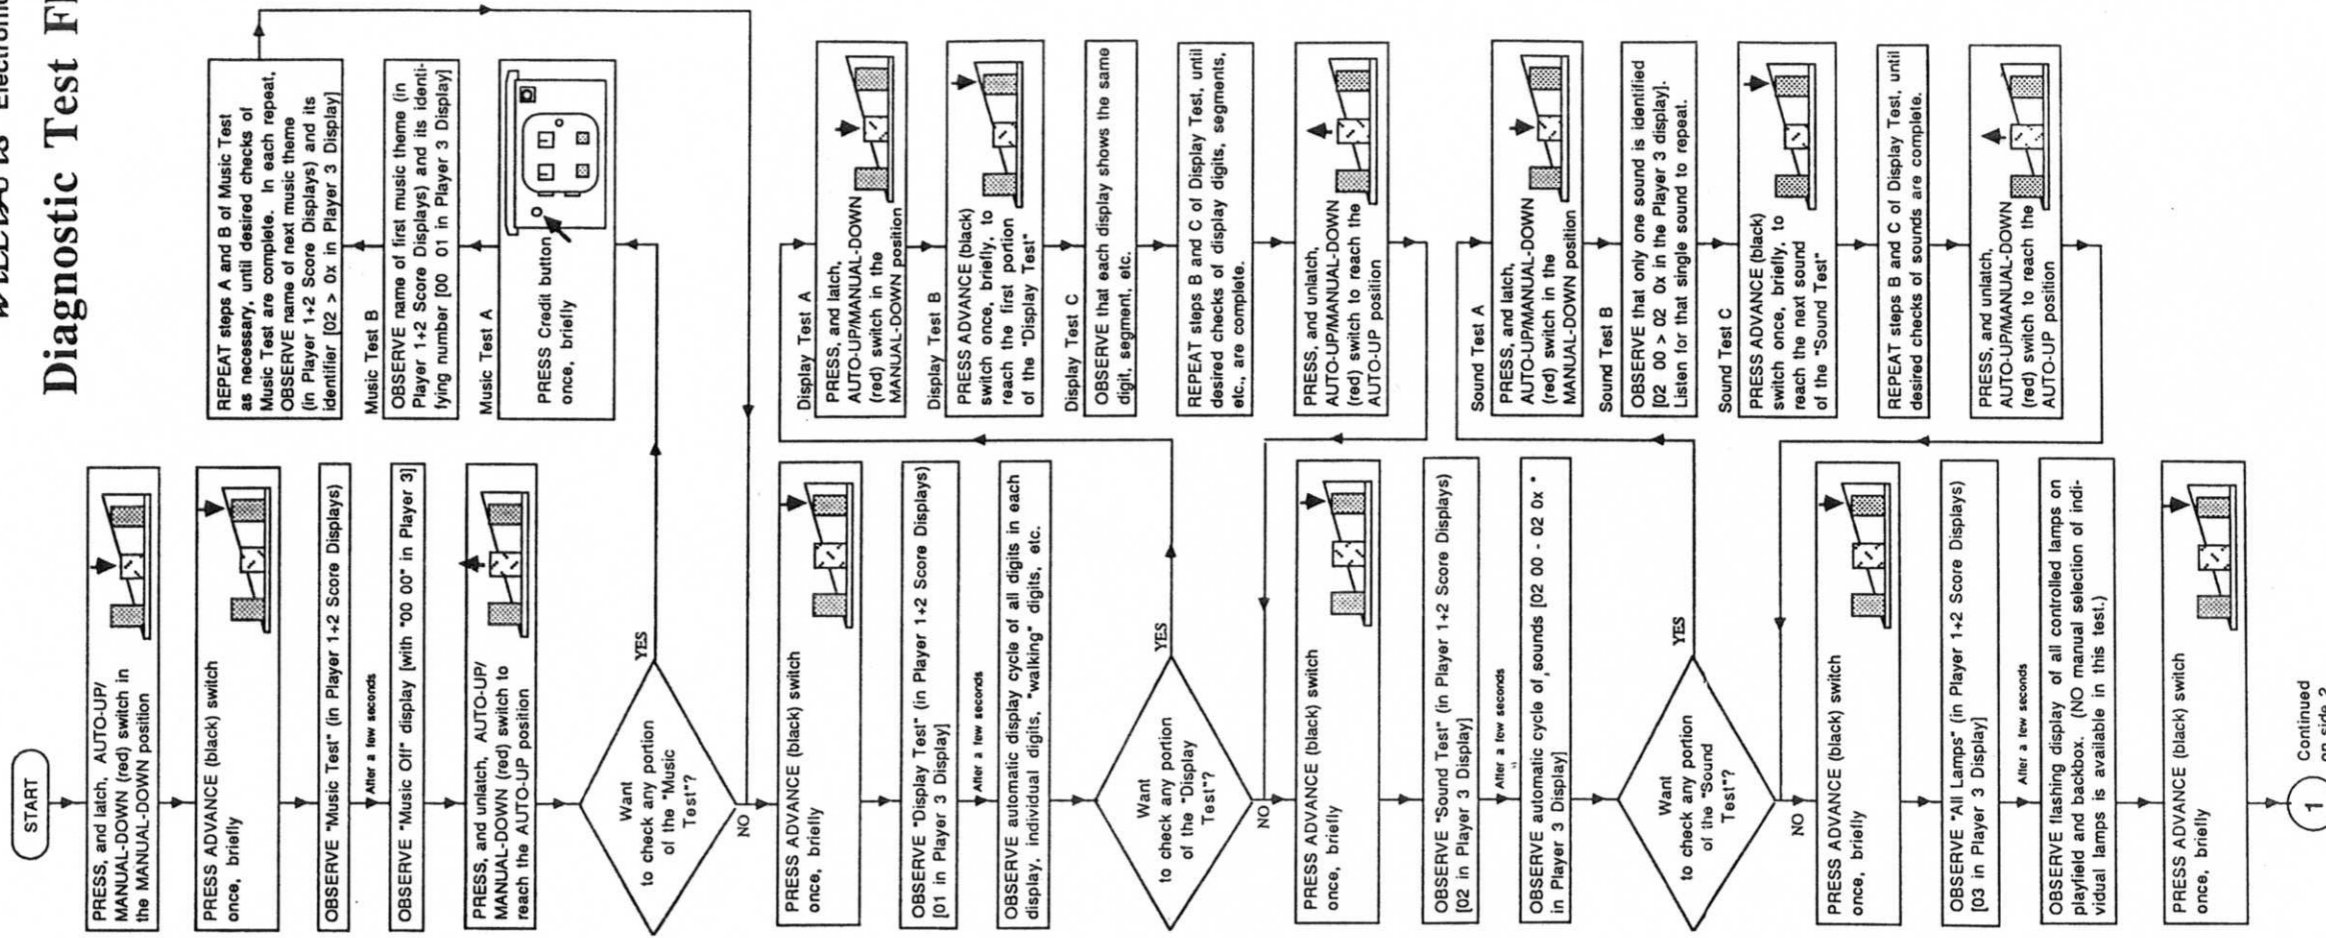 Diagnostic Test
START
PRESS, and latch, AUTO-UP/
MANUAL-DOWN (red) switch in
the MANUAL-DOWN position
PRESS ADVANCE (black) switch
once, briefly
OBSERVE "Music Test" (in Player 1+2 Score Displays)
After a few seconds
OBSERVE "Music Off" display [with "00 00" in Player 3]
PRESS, and unlatch, AUTO-UP/
MANUAL-DOWN (red) switch to
reach the AUTO-UP position
Want
to check any portion
of the "Music
Test"?
YES
NO
Music Test A
PRESS Credit button
once, briefly
Music Test B
OBSERVE name of first music theme (in
Player 1+2 Score Displays) and its identi-
fying number [00 01 in Player 3 Display]
REPEAT steps A and B of Music Test
as necessary, until desired checks of
Music Test are complete. In each repeat,
OBSERVE name of next music theme
(in Player 1+2 Score Displays) and its
identifier [02 > 0x in Player 3 Display]
PRESS ADVANCE (black) switch
once, briefly
OBSERVE "Display Test" (in Player 1+2 Score Displays)
[01 in Player 3 Display]
After a few seconds
OBSERVE automatic display cycle of all digits in each
display, individual digits, "walking" digits, etc.
Want
to check any portion
of the "Display
Test"?
YES
NO
Display Test A
PRESS, and latch,
AUTO-UP/MANUAL-DOWN
(red) switch in the
MANUAL-DOWN position
Display Test B
PRESS ADVANCE (black)
switch once, briefly, to
reach the first portion
of the "Display Test"
Display Test C
OBSERVE that each display shows the same
digit, segment, etc.
REPEAT steps B and C of Display Test, until
desired checks of display digits, segments,
etc., are complete.
PRESS, and unlatch,
AUTO-UP/MANUAL-DOWN
(red) switch to reach the
AUTO-UP position
PRESS ADVANCE (black) switch
once, briefly
OBSERVE "Sound Test" (in Player 1+2 Score Displays)
[02 in Player 3 Display]
After a few seconds
OBSERVE automatic cycle of sounds [02 00 - 02 0x *
in Player 3 Display]
Want
to check any portion
of the "Sound
Test"?
YES
NO
Sound Test A
PRESS, and latch,
AUTO-UP/MANUAL-DOWN
(red) switch in the
MANUAL-DOWN position
Sound Test B
OBSERVE that only one sound is identified
[02 00 > 02 0x in the Player 3 display].
Listen for that single sound to repeat.
Sound Test C
PRESS ADVANCE (black)
switch once, briefly, to
reach the next sound
of the "Sound Test"
REPEAT steps B and C of Display Test, until
desired checks of sounds are complete.
PRESS, and unlatch,
AUTO-UP/MANUAL-DOWN
(red) switch to reach the
AUTO-UP position
PRESS ADVANCE (black) switch
once, briefly
OBSERVE "All Lamps" (in Player 1+2 Score Displays)
[03 in Player 3 Display]
After a few seconds
OBSERVE flashing display of all controlled lamps on
playfield and backbox. (NO manual selection of indi-
vidual lamps is available in this test.)
PRESS ADVANCE (black) switch
once, briefly
1
Continued